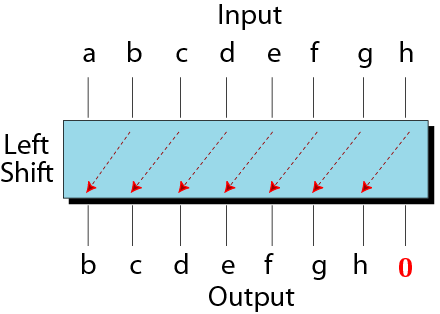 Input
a b c d e f g h
Left
Shift
b c d e f g h 0
Output